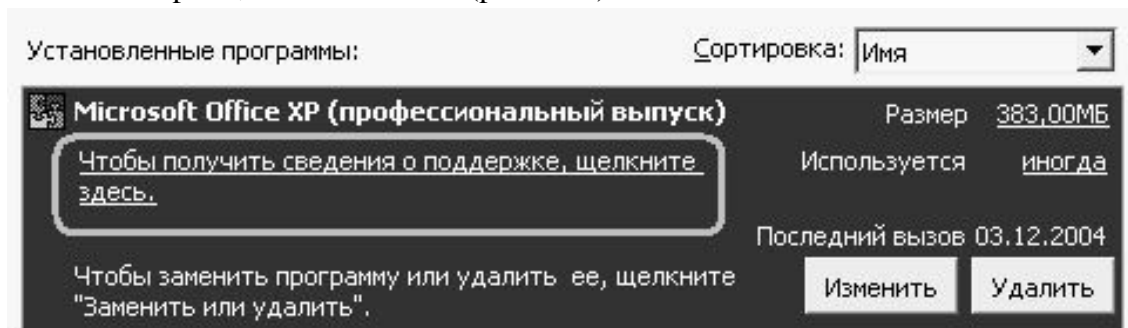 Установленные программы: Сортировка: Имя
Microsoft Office XP (профессиональный выпуск) Размер 383,00МБ
Чтобы получить сведения о поддержке, щелкните Используется иногда
здесь.
Последний вызов 03.12.2004
Чтобы заменить программу или удалить ее, щелкните Изменить Удалить
"Заменить или удалить".